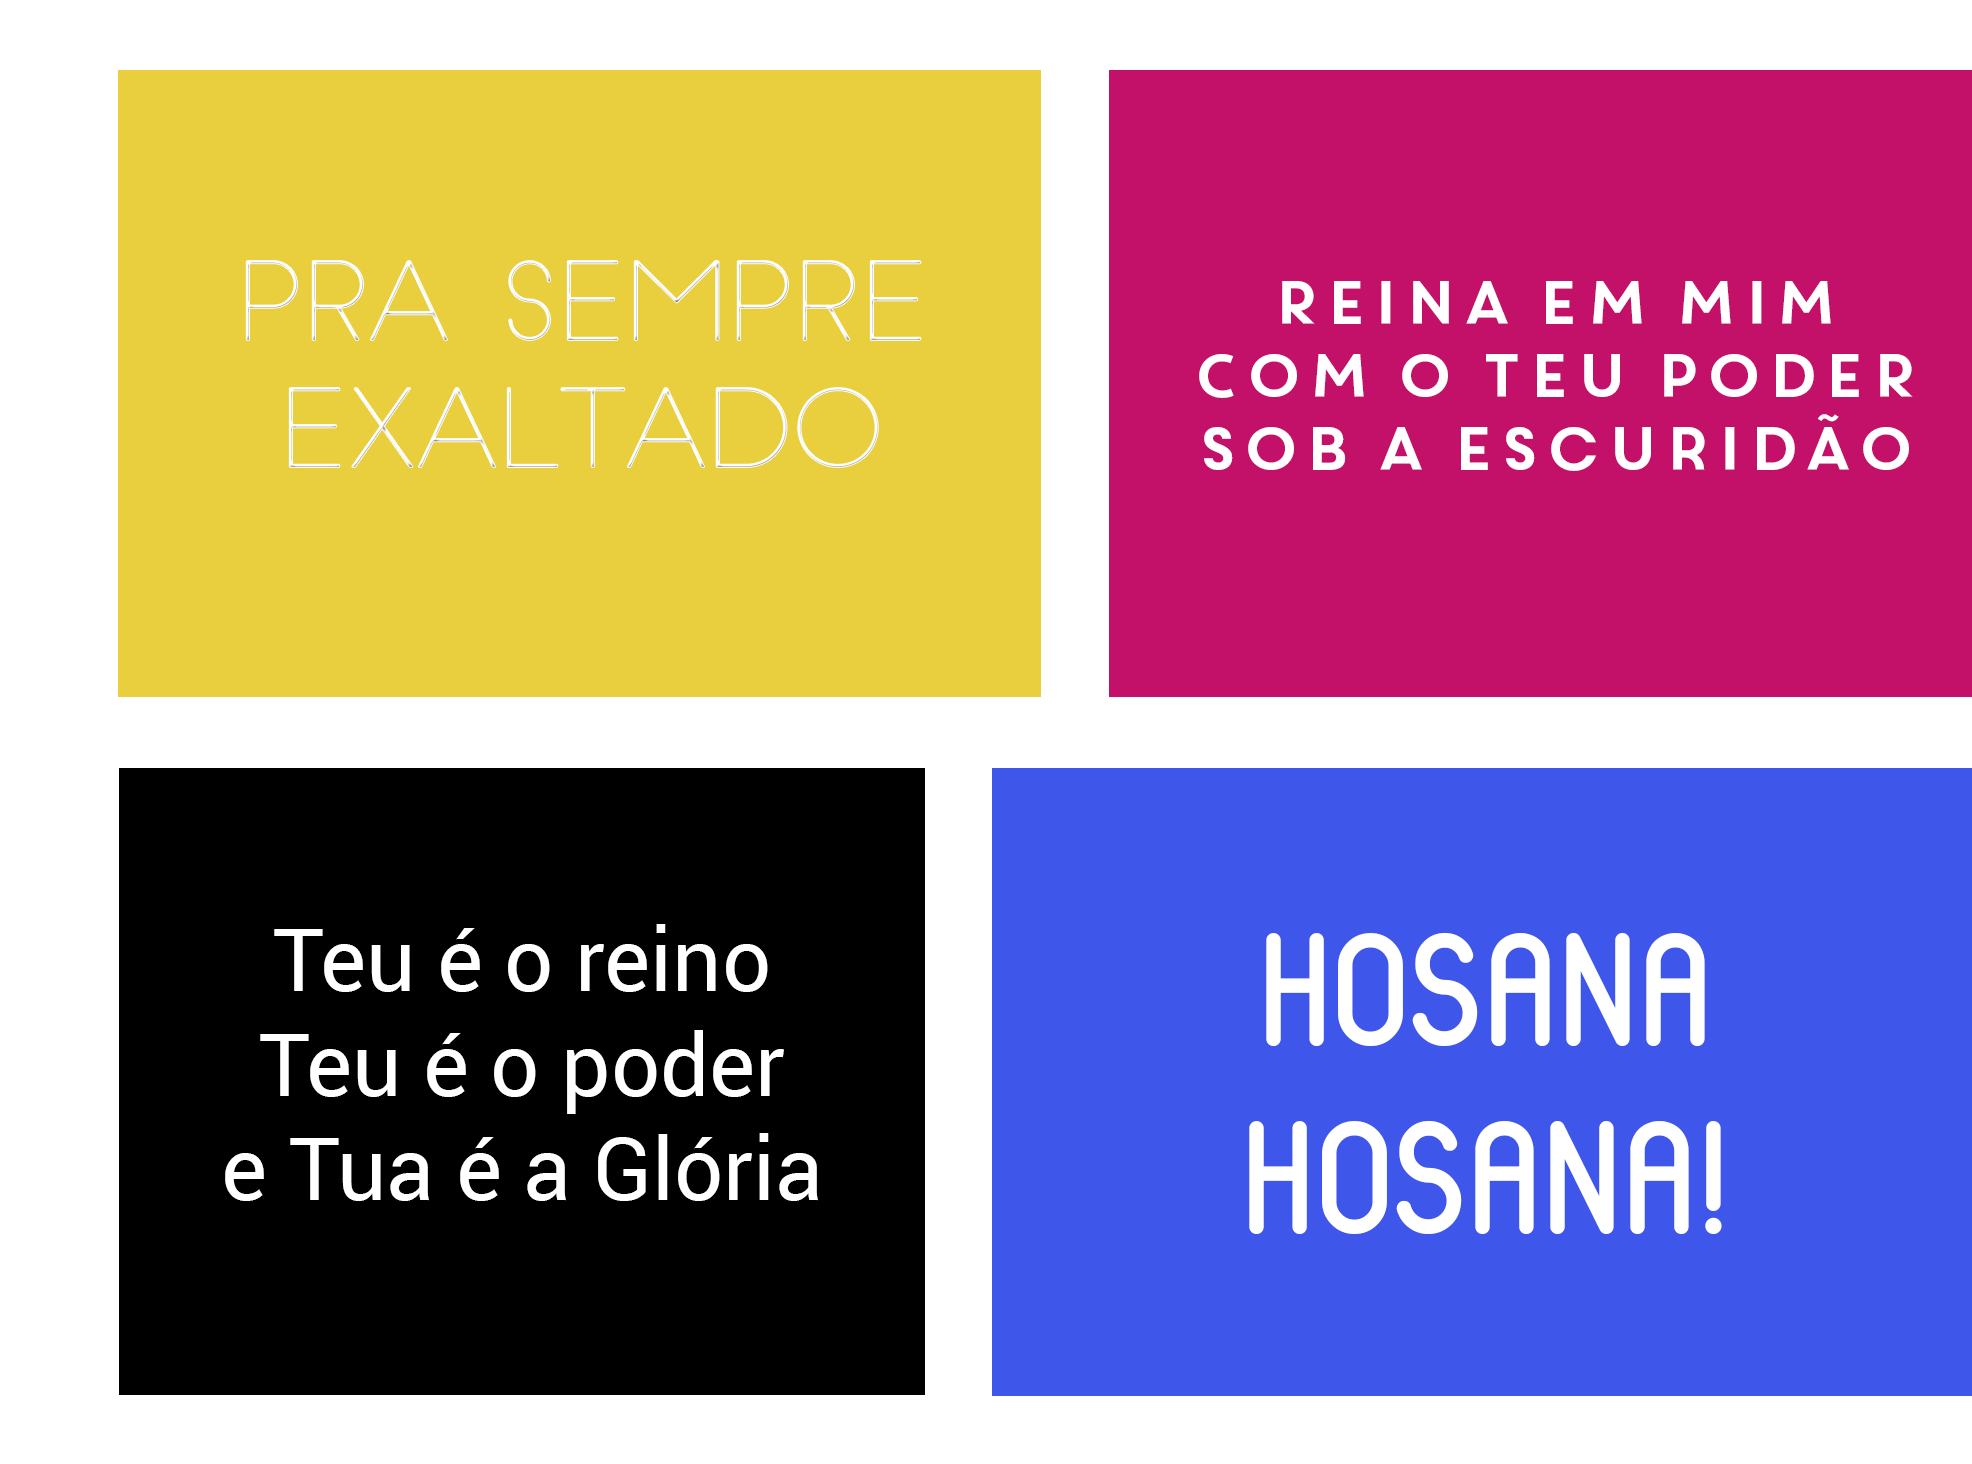 PRA SEMPRE
EXALTADO
REINA EM MIM
COM O TEU PODER
SOB A ESCURIDÃO
Teu é o reino
Teu é o poder
e Tua é a Glória
HOSANA
HOSANA!